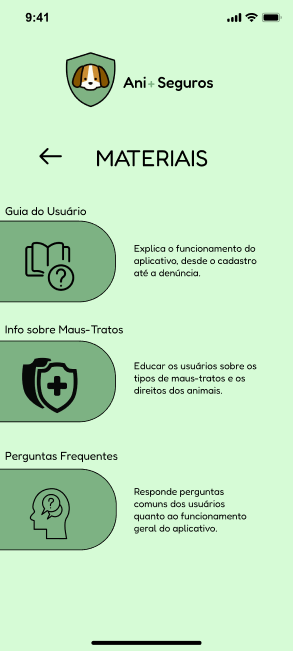 9:41
Ani+Seguros
MATERIAIS
Guia do Usuário
Explica o funcionamento do
aplicativo, desde o cadastro
até a denúncia.
?
Info sobre Maus-Tratos
Educar os usuários sobre os
tipos de maus-tratos e os
direitos dos animais.
Perguntas Frequentes
?
Responde perguntas
comuns dos usuários
quanto ao funcionamento
geral do aplicativo.